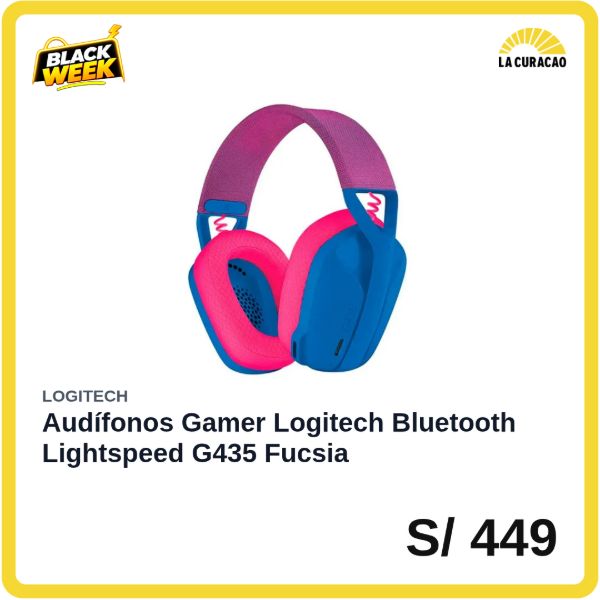 BLACK
WEEK
LA CURACAO
LOGITECH
Audífonos Gamer Logitech Bluetooth
Lightspeed G435 Fucsia
S/ 449